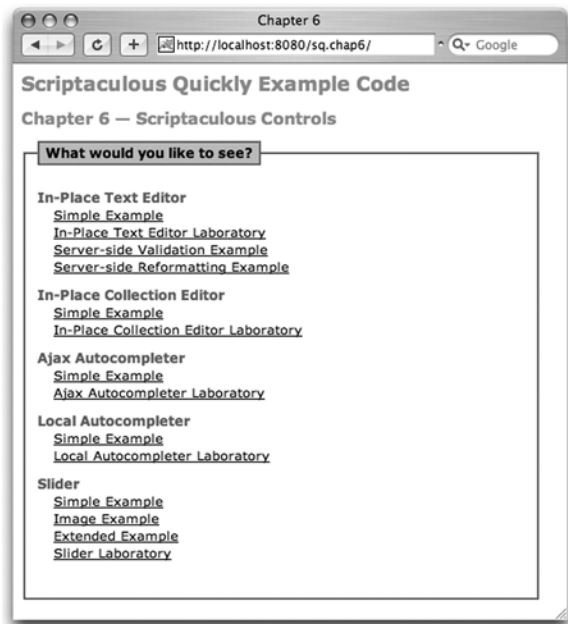 Chapter 6
http://localhost:8080/sq.chap6/
Google
Scriptaculous Quickly Example Code
Chapter 6 — Scriptaculous Controls
What would you like to see?
In-Place Text Editor
Simple Example
In-Place Text Editor Laboratory
Server-side Validation Example
Server-side Reformatting Example
In-Place Collection Editor
Simple Example
In-Place Collection Editor Laboratory
Ajax Autocompleter
Simple Example
Ajax Autocompleter Laboratory
Local Autocompleter
Simple Example
Local Autocompleter Laboratory
Slider
Simple Example
Image Example
Extended Example
Slider Laboratory